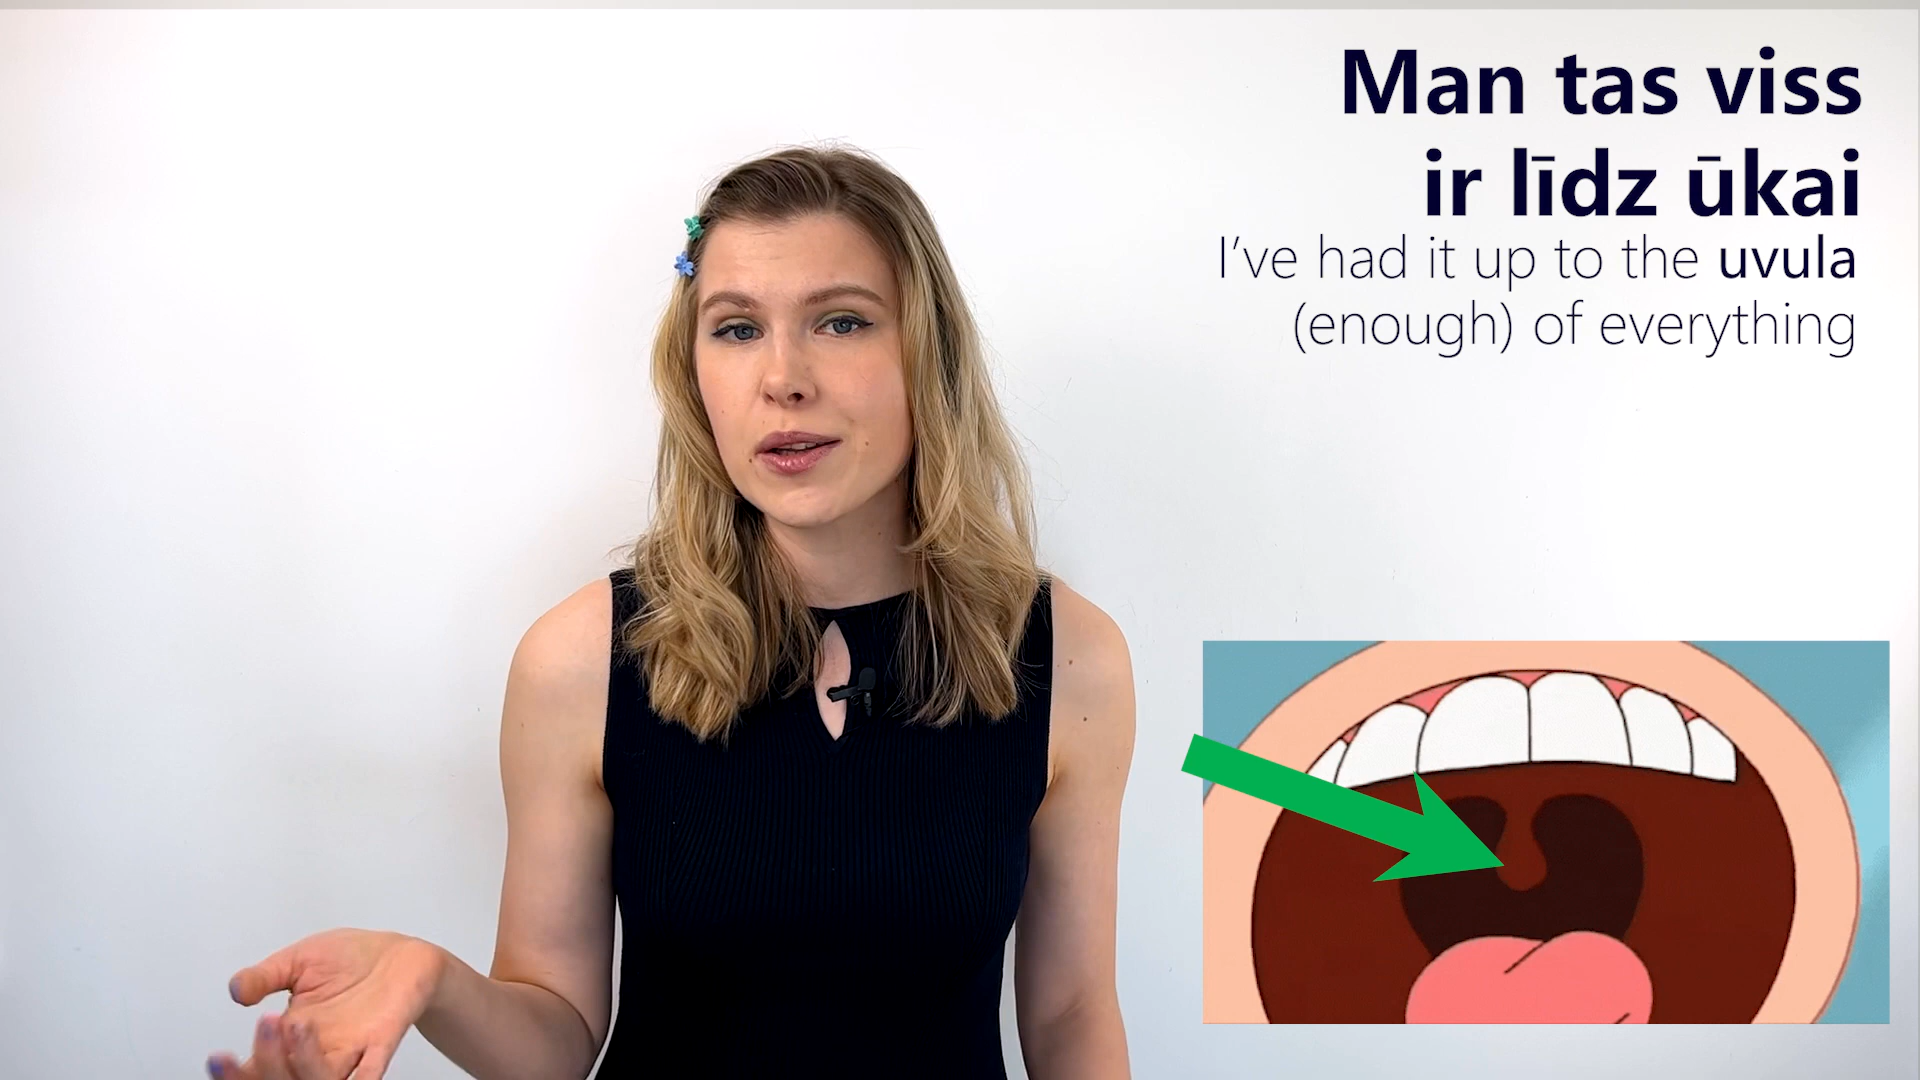 Man tas viss
ir līdz ūkai
I’ve had it up to the uvula
(enough) of everything